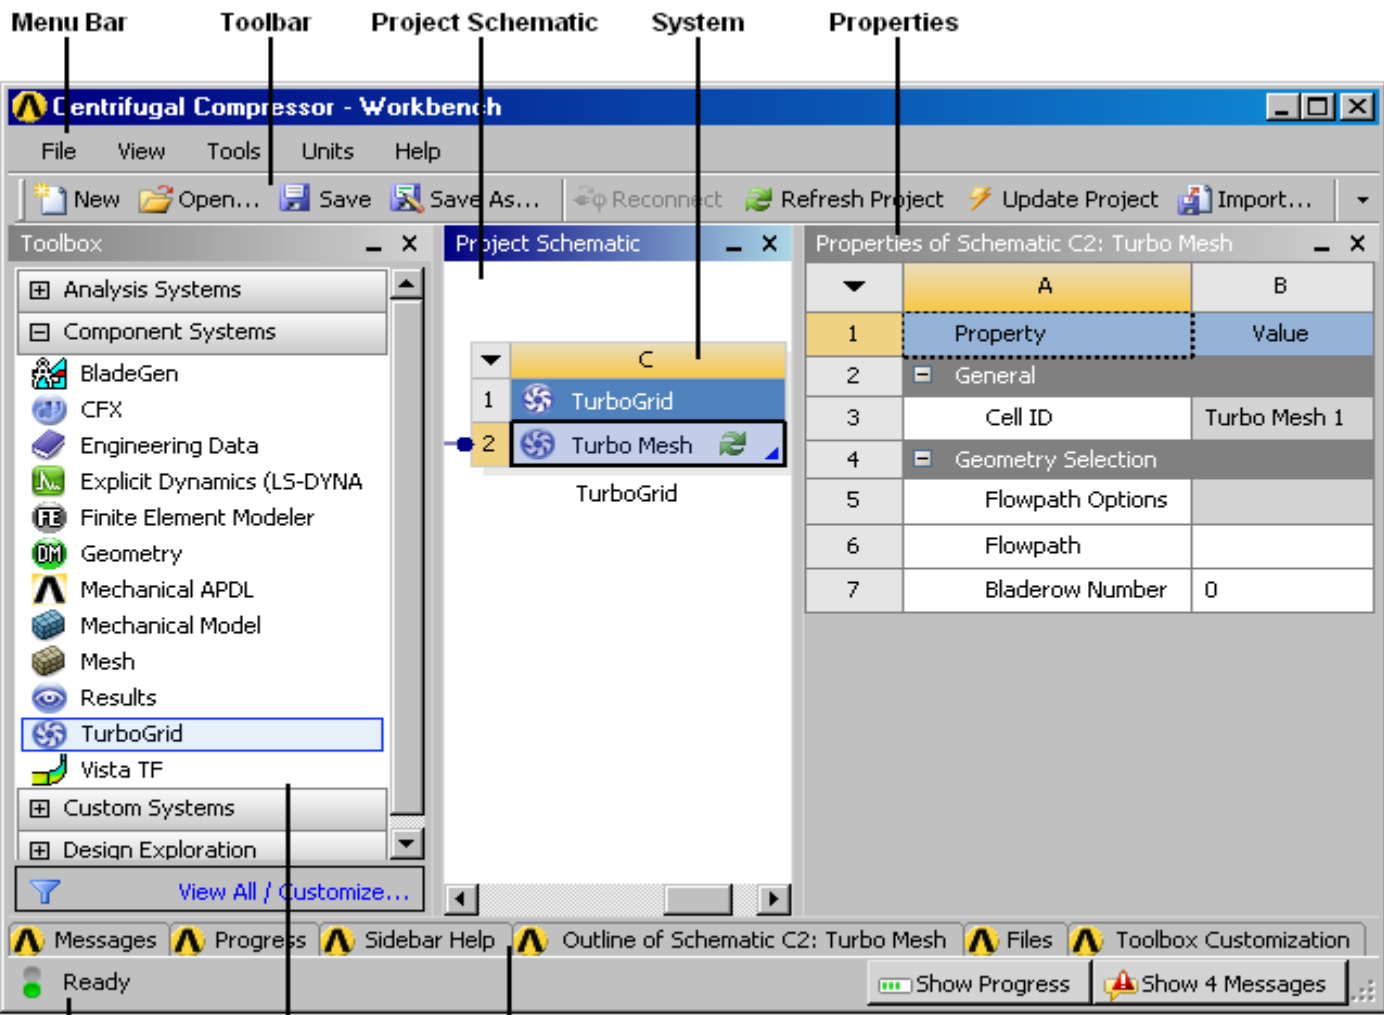 Menu Bar Toolbar Project Schematic System Properties
Centrifugal Compressor - Workbench
File View Tools Units Help
New Open... Save Save As... Reconnect Refresh Project Update Project Import...
Toolbox
Analysis Systems
Component Systems
BladeGen
CFX
Engineering Data
Explicit Dynamics (LS-DYNA
Finite Element Modeler
Geometry
Mechanical APDL
Mechanical Model
Mesh
Results
TurboGrid
Vista TF
Custom Systems
Design Exploration
View All / Customize...
Project Schematic
C
1 TurboGrid
2 Turbo Mesh
TurboGrid
Properties of Schematic C2: Turbo Mesh
A B
1 Property Value
2 General
3 Cell ID Turbo Mesh 1
4 Geometry Selection
5 Flowpath Options
6 Flowpath
7 Bladerow Number 0
Messages Progress Sidebar Help Outline of Schematic C2: Turbo Mesh Files Toolbox Customization
Ready Show Progress Show 4 Messages